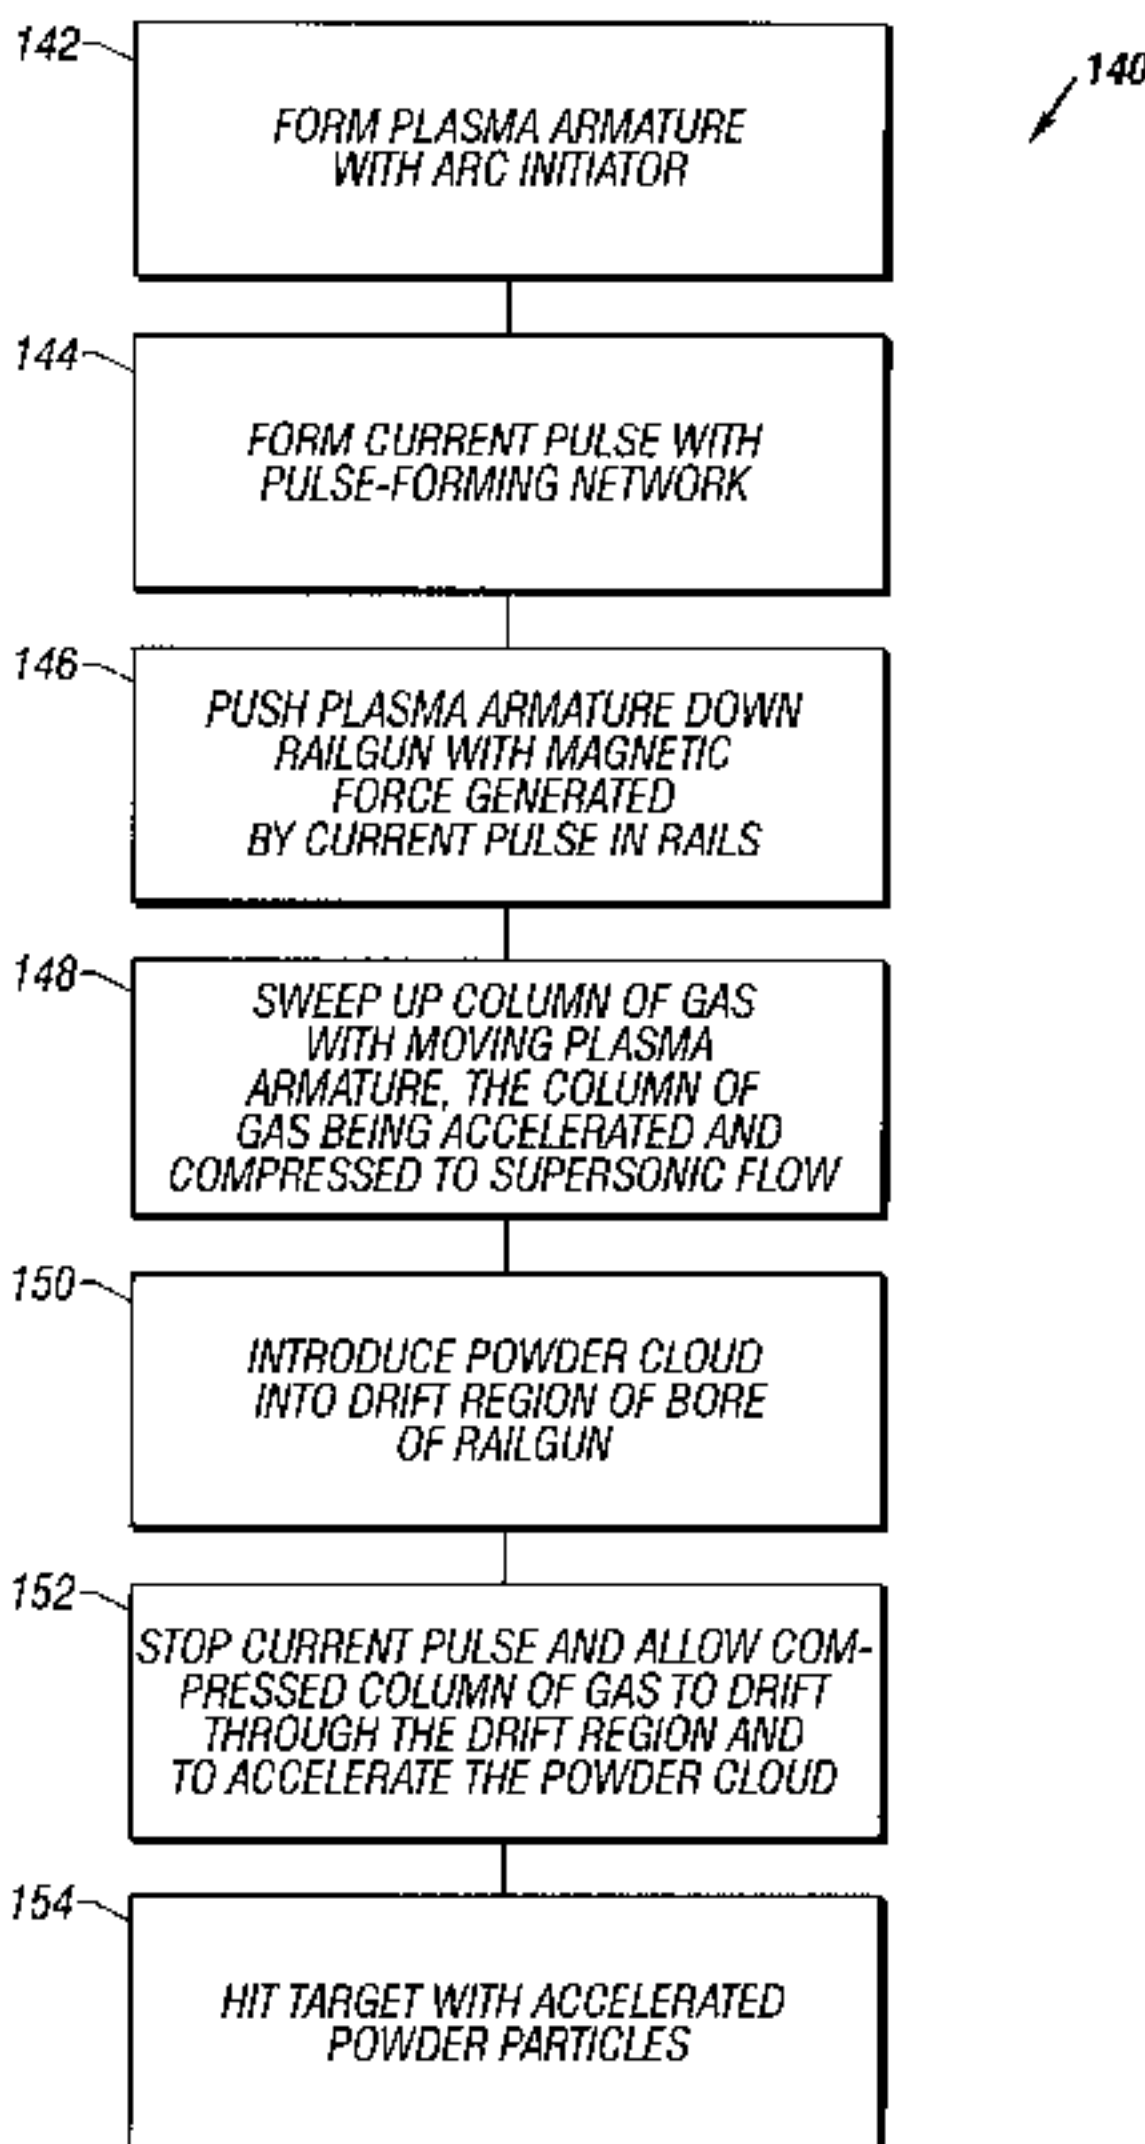 142
140
FORM PLASMA ARMATURE
WITH ARC INITIATOR
144
FORM CURRENT PULSE WITH
PULSE-FORMING NETWORK
146
PUSH PLASMA ARMATURE DOWN
RAILGUN WITH MAGNETIC
FORCE GENERATED
BY CURRENT PULSE IN RAILS
148
SWEEP UP COLUMN OF GAS
WITH MOVING PLASMA
ARMATURE, THE COLUMN OF
GAS BEING ACCELERATED AND
COMPRESSED TO SUPERSONIC FLOW
150
INTRODUCE POWDER CLOUD
INTO DRIFT REGION OF BORE
OF RAILGUN
152
STOP CURRENT PULSE AND ALLOW COM-
PRESSED COLUMN OF GAS TO DRIFT
THROUGH THE DRIFT REGION AND
TO ACCELERATE THE POWDER CLOUD
154
HIT TARGET WITH ACCELERATED
POWDER PARTICLES